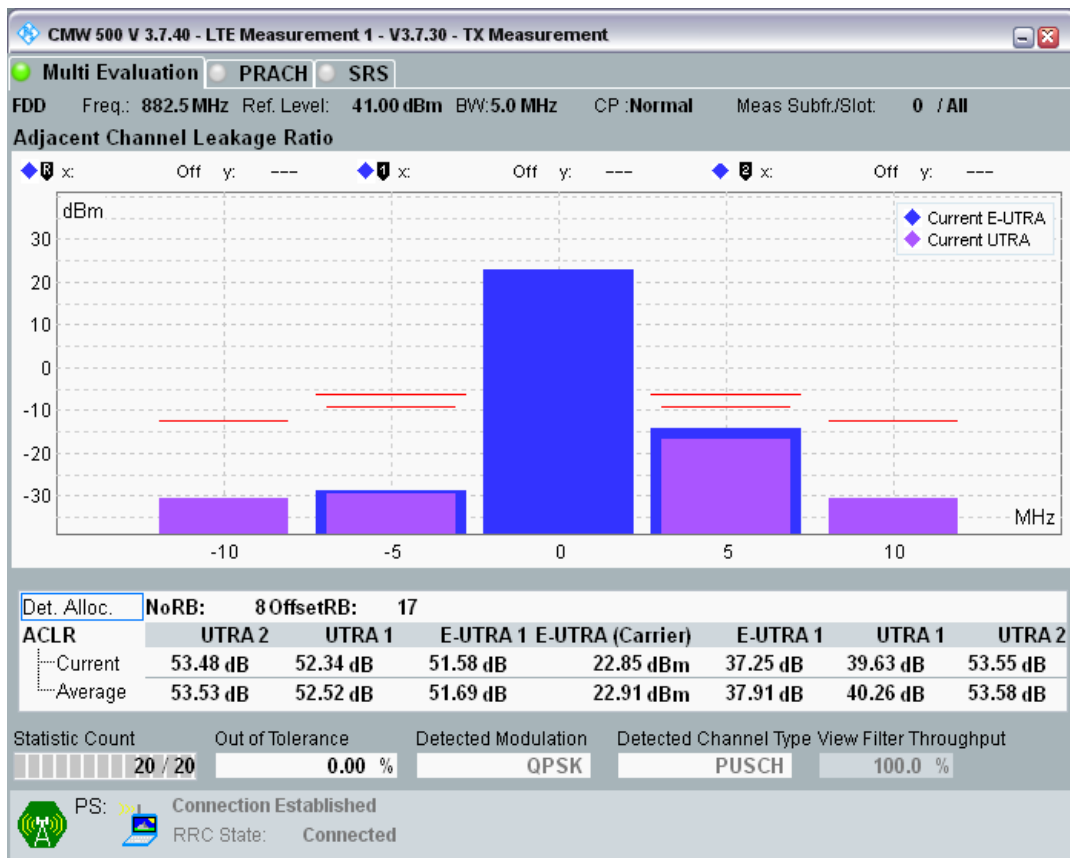 CMW 500 V 3.7.40 - LTE Measurement 1 - V3.7.30 - TX Measurement
Multi Evaluation PRACH SRS
FDD Freq.: 882.5 MHz Ref. Level: 41.00 dBm BW:5.0 MHz CP :Normal Meas Subfr./Slot: 0 / All
Adjacent Channel Leakage Ratio
R x: Off y: --- 1 x: Off y: --- 2 x: Off y: ---
dBm
Current E-UTRA
Current UTRA
30
20
10
0
-10
-20
-30
MHz
-10 -5 0 5 10
Det. Alloc. NoRB: 8 OffsetRB: 17
ACLR UTRA 2 UTRA 1 E-UTRA 1 E-UTRA (Carrier) E-UTRA 1 UTRA 1 UTRA 2
Current 53.48 dB 52.34 dB 51.58 dB 22.85 dBm 37.25 dB 39.63 dB 53.55 dB
Average 53.53 dB 52.52 dB 51.69 dB 22.91 dBm 37.91 dB 40.26 dB 53.58 dB
Statistic Count Out of Tolerance Detected Modulation Detected Channel Type View Filter Throughput
20 / 20 0.00 % QPSK PUSCH 100.0 %
PS: Connection Established
RRC State: Connected